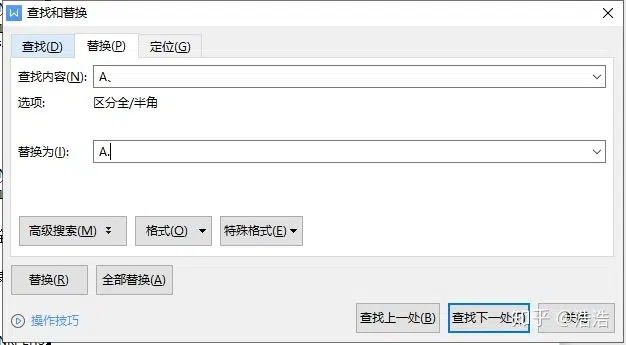 查找和替换
查找(D) 替换(P) 定位(G)
查找内容(N): A、
选项: 区分全/半角
替换为(I): A.
高级搜索(M) 格式(O) 特殊格式(E)
替换(R) 全部替换(A)
操作技巧 查找上一处(B) 查找下一处(F) 关闭
知乎 @浩浩